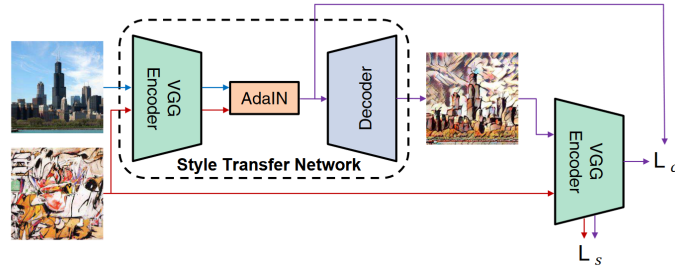 VGG
Encoder
AdaIN
Decoder
Style Transfer Network
VGG
Encoder
L c
L s